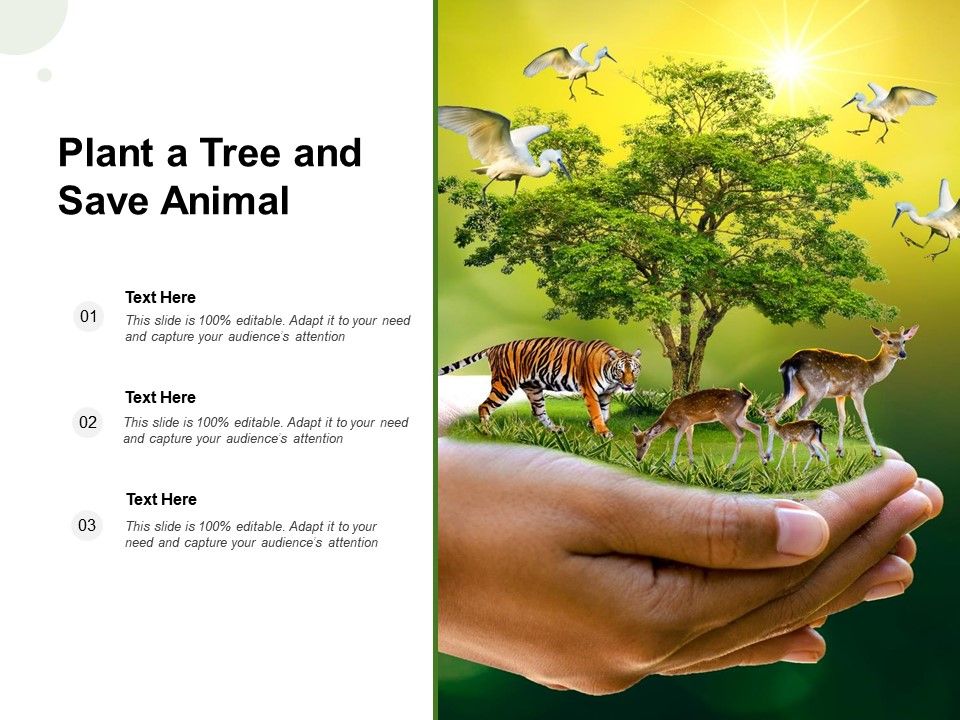 Plant a Tree and
Save Animal
01
Text Here
This slide is 100% editable. Adapt it to your need
and capture your audience's attention
02
Text Here
This slide is 100% editable. Adapt it to your need
and capture your audience's attention
03
Text Here
This slide is 100% editable. Adapt it to your
need and capture your audience's attention